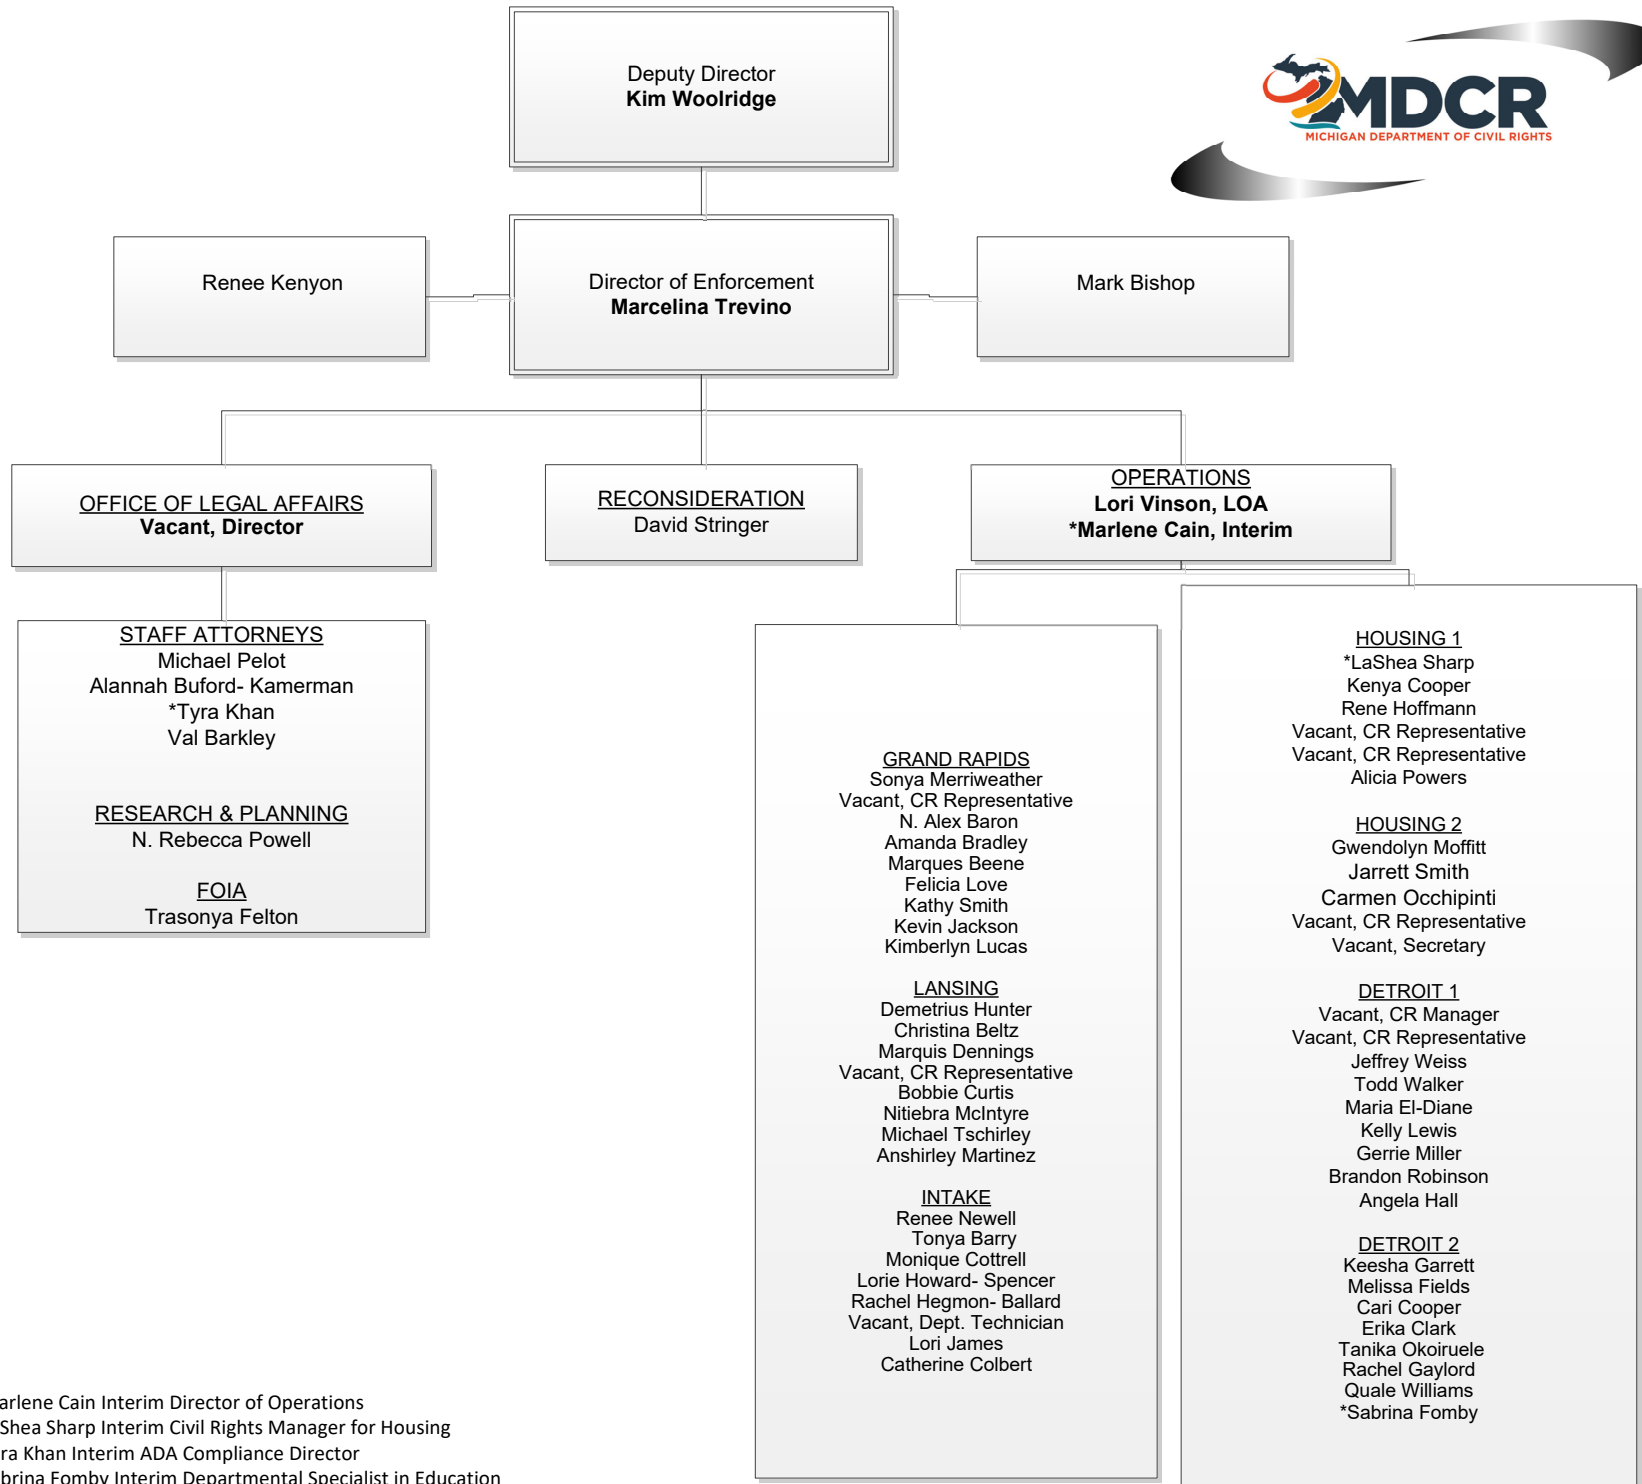 Deputy Director
Kim Woolridge
MDCR
MICHIGAN DEPARTMENT OF CIVIL RIGHTS
Renee Kenyon
Director of Enforcement
Marcelina Trevino
Mark Bishop
OFFICE OF LEGAL AFFAIRS
Vacant, Director
RECONSIDERATION
David Stringer
OPERATIONS
Lori Vinson, LOA
*Marlene Cain, Interim
STAFF ATTORNEYS
Michael Pelot
Alannah Buford- Kamerman
*Tyra Khan
Val Barkley
RESEARCH & PLANNING
N. Rebecca Powell
FOIA
Trasonya Felton
GRAND RAPIDS
Sonya Merriweather
Vacant, CR Representative
N. Alex Baron
Amanda Bradley
Marques Beene
Felicia Love
Kathy Smith
Kevin Jackson
Kimberlyn Lucas
LANSING
Demetrius Hunter
Christina Beltz
Marquis Dennings
Vacant, CR Representative
Bobbie Curtis
Nitiebra McIntyre
Michael Tschirley
Anshirley Martinez
INTAKE
Renee Newell
Tonya Barry
Monique Cottrell
Lorie Howard- Spencer
Rachel Hegmon- Ballard
Vacant, Dept. Technician
Lori James
Catherine Colbert
HOUSING 1
*LaShea Sharp
Kenya Cooper
Rene Hoffmann
Vacant, CR Representative
Vacant, CR Representative
Alicia Powers
HOUSING 2
Gwendolyn Moffitt
Jarrett Smith
Carmen Occhipinti
Vacant, CR Representative
Vacant, Secretary
DETROIT 1
Vacant, CR Manager
Vacant, CR Representative
Jeffrey Weiss
Todd Walker
Maria El-Diane
Kelly Lewis
Gerrie Miller
Brandon Robinson
Angela Hall
DETROIT 2
Keesha Garrett
Melissa Fields
Cari Cooper
Erika Clark
Tanika Okoiruele
Rachel Gaylord
Quale Williams
*Sabrina Fomby
arlene Cain Interim Director of Operations
Shea Sharp Interim Civil Rights Manager for Housing
ra Khan Interim ADA Compliance Director
brina Fomby Interim Departmental Specialist in Education